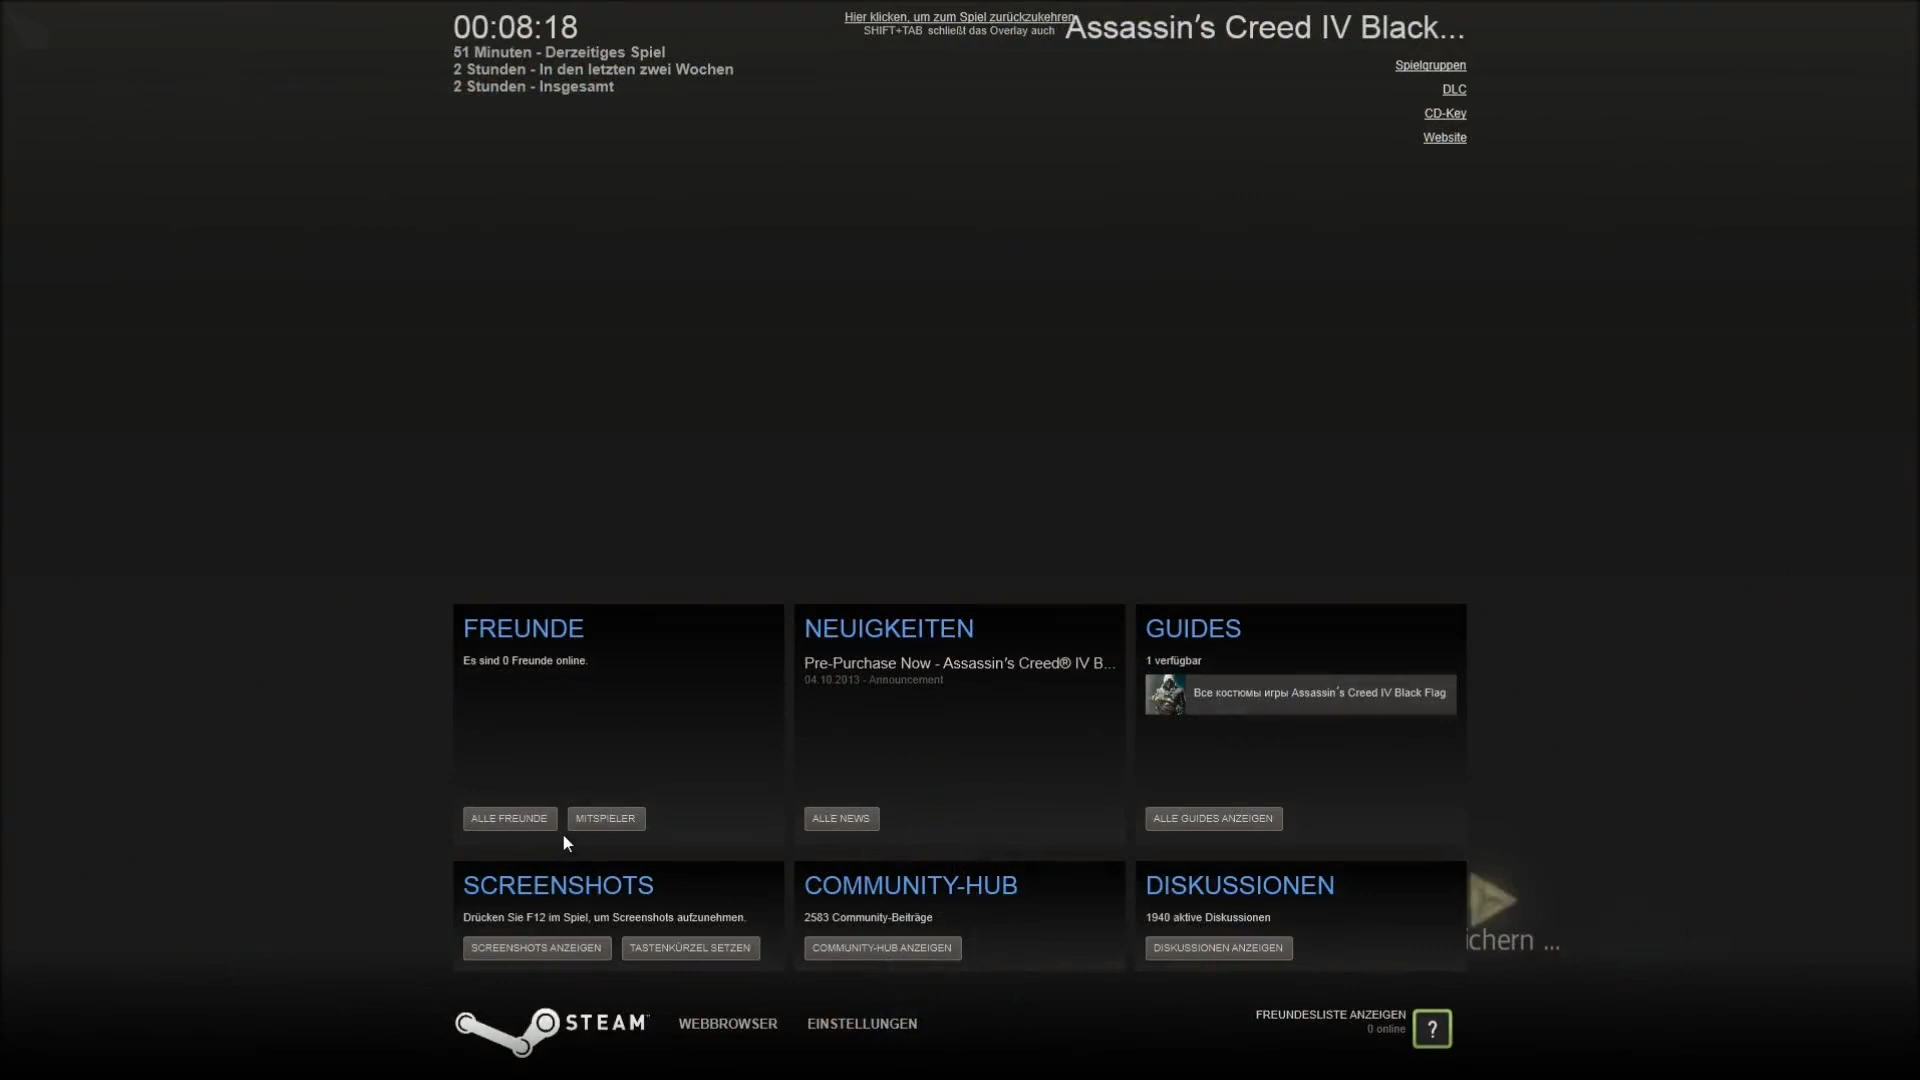 00:08:18
51 Minuten - Derzeitiges Spiel
2 Stunden - In den letzten zwei Wochen
2 Stunden - Insgesamt
Hier klicken, um zum Spiel zurückzukehren
SHIFT+TAB schließt das Overlay auch
Assassin's Creed IV Black...
Spielgruppen
DLC
CD-Key
Website
FREUNDE
Es sind 0 Freunde online.
ALLE FREUNDE
MITSPIELER
NEUIGKEITEN
Pre-Purchase Now - Assassin's Creed® IV B...
04.10.2013 - Announcement
ALLE NEWS
GUIDES
1 verfügbar
Все костюмы игры Assassin´s Creed IV Black Flag
ALLE GUIDES ANZEIGEN
SCREENSHOTS
Drücken Sie F12 im Spiel, um Screenshots aufzunehmen.
SCREENSHOTS ANZEIGEN
TASTENKÜRZEL SETZEN
COMMUNITY-HUB
2583 Community-Beiträge
COMMUNITY-HUB ANZEIGEN
DISKUSSIONEN
1940 aktive Diskussionen
DISKUSSIONEN ANZEIGEN
ichern ...
STEAM™
WEBBROWSER
EINSTELLUNGEN
FREUNDESLISTE ANZEIGEN
0 online
?